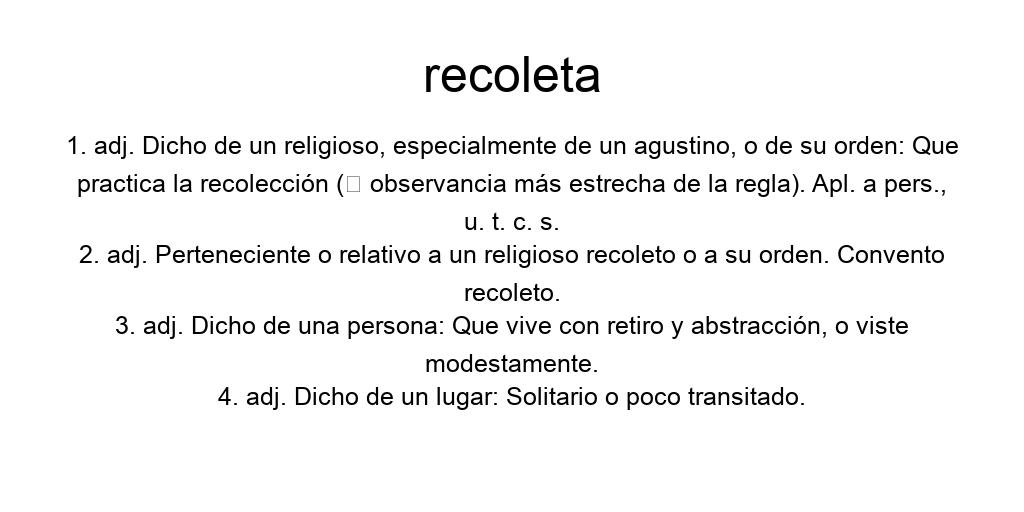 recoleta
1. adj. Dicho de un religioso, especialmente de un agustino, o de su orden: Que
practica la recolección (▯ observancia más estrecha de la regla). Apl. a pers.,
u. t. c. s.
2. adj. Perteneciente o relativo a un religioso recoleto o a su orden. Convento
recoleto.
3. adj. Dicho de una persona: Que vive con retiro y abstracción, o viste
modestamente.
4. adj. Dicho de un lugar: Solitario o poco transitado.